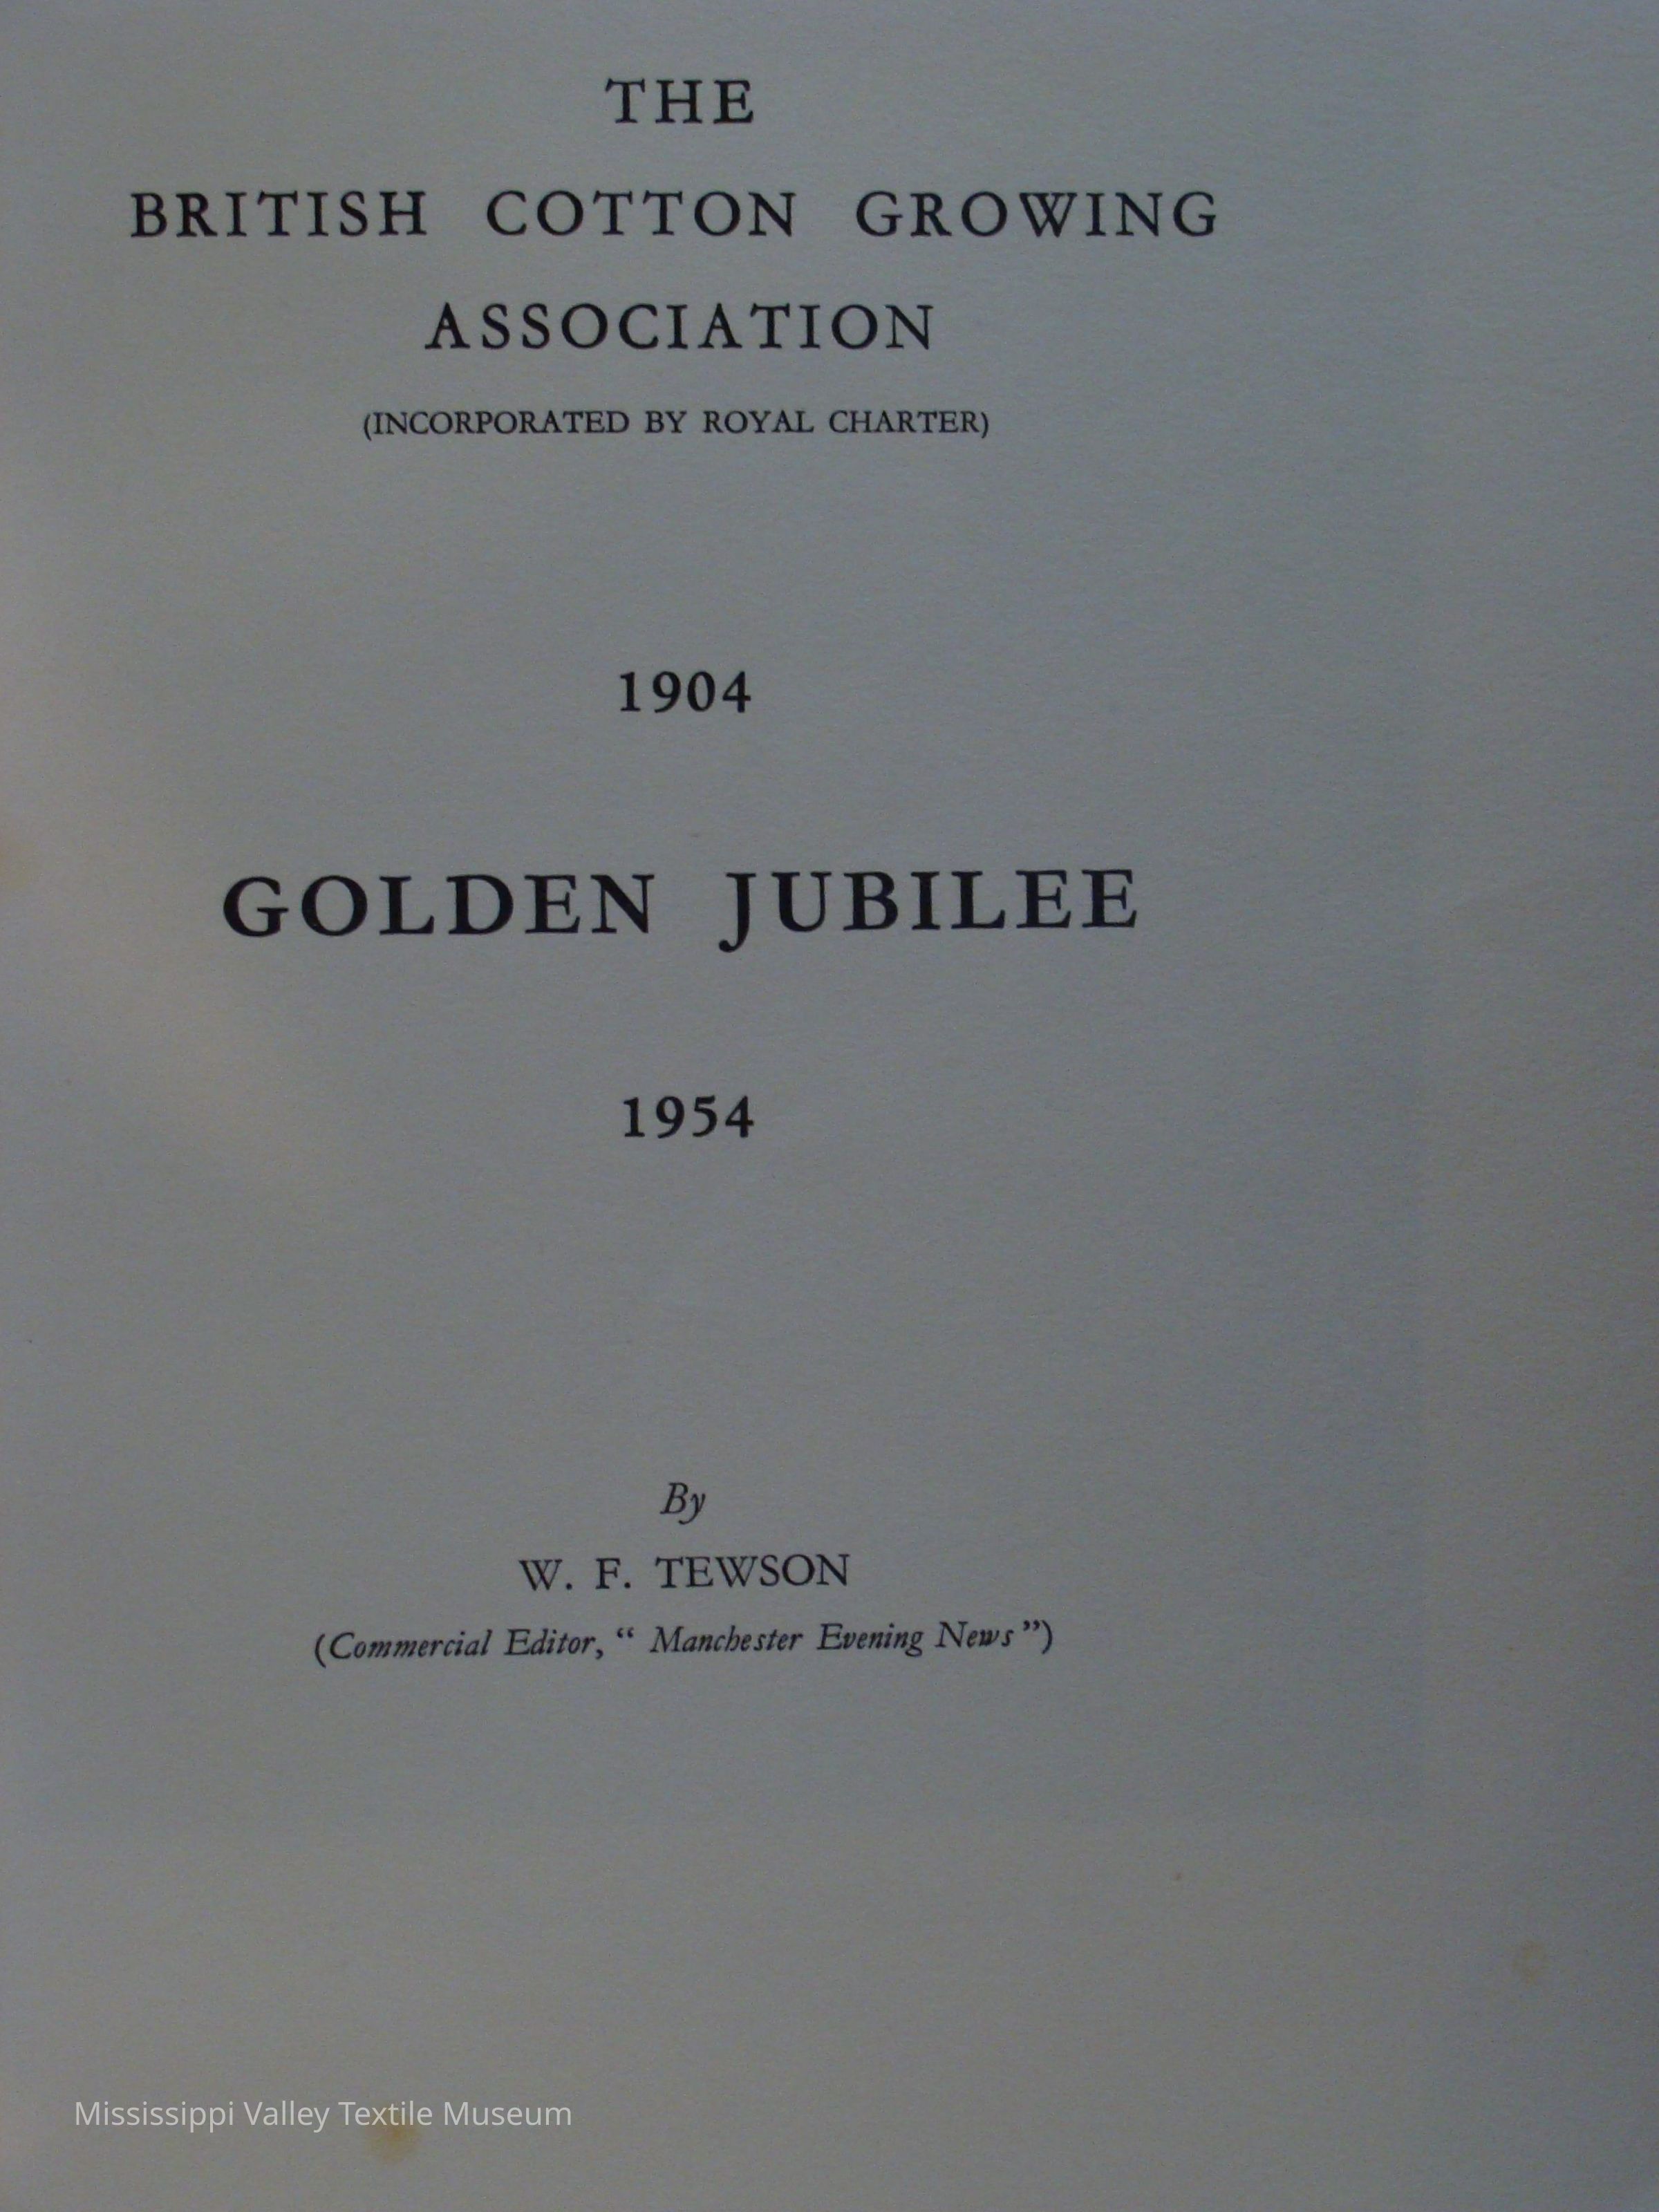 THE
BRITISH COTTON GROWING
ASSOCIATION
(INCORPORATED BY ROYAL CHARTER)
1904
GOLDEN JUBILEE
1954
By
W. F. TEWSON
(Commercial Editor, “ Manchester Evening News ”)
Mississippi Valley Textile Museum